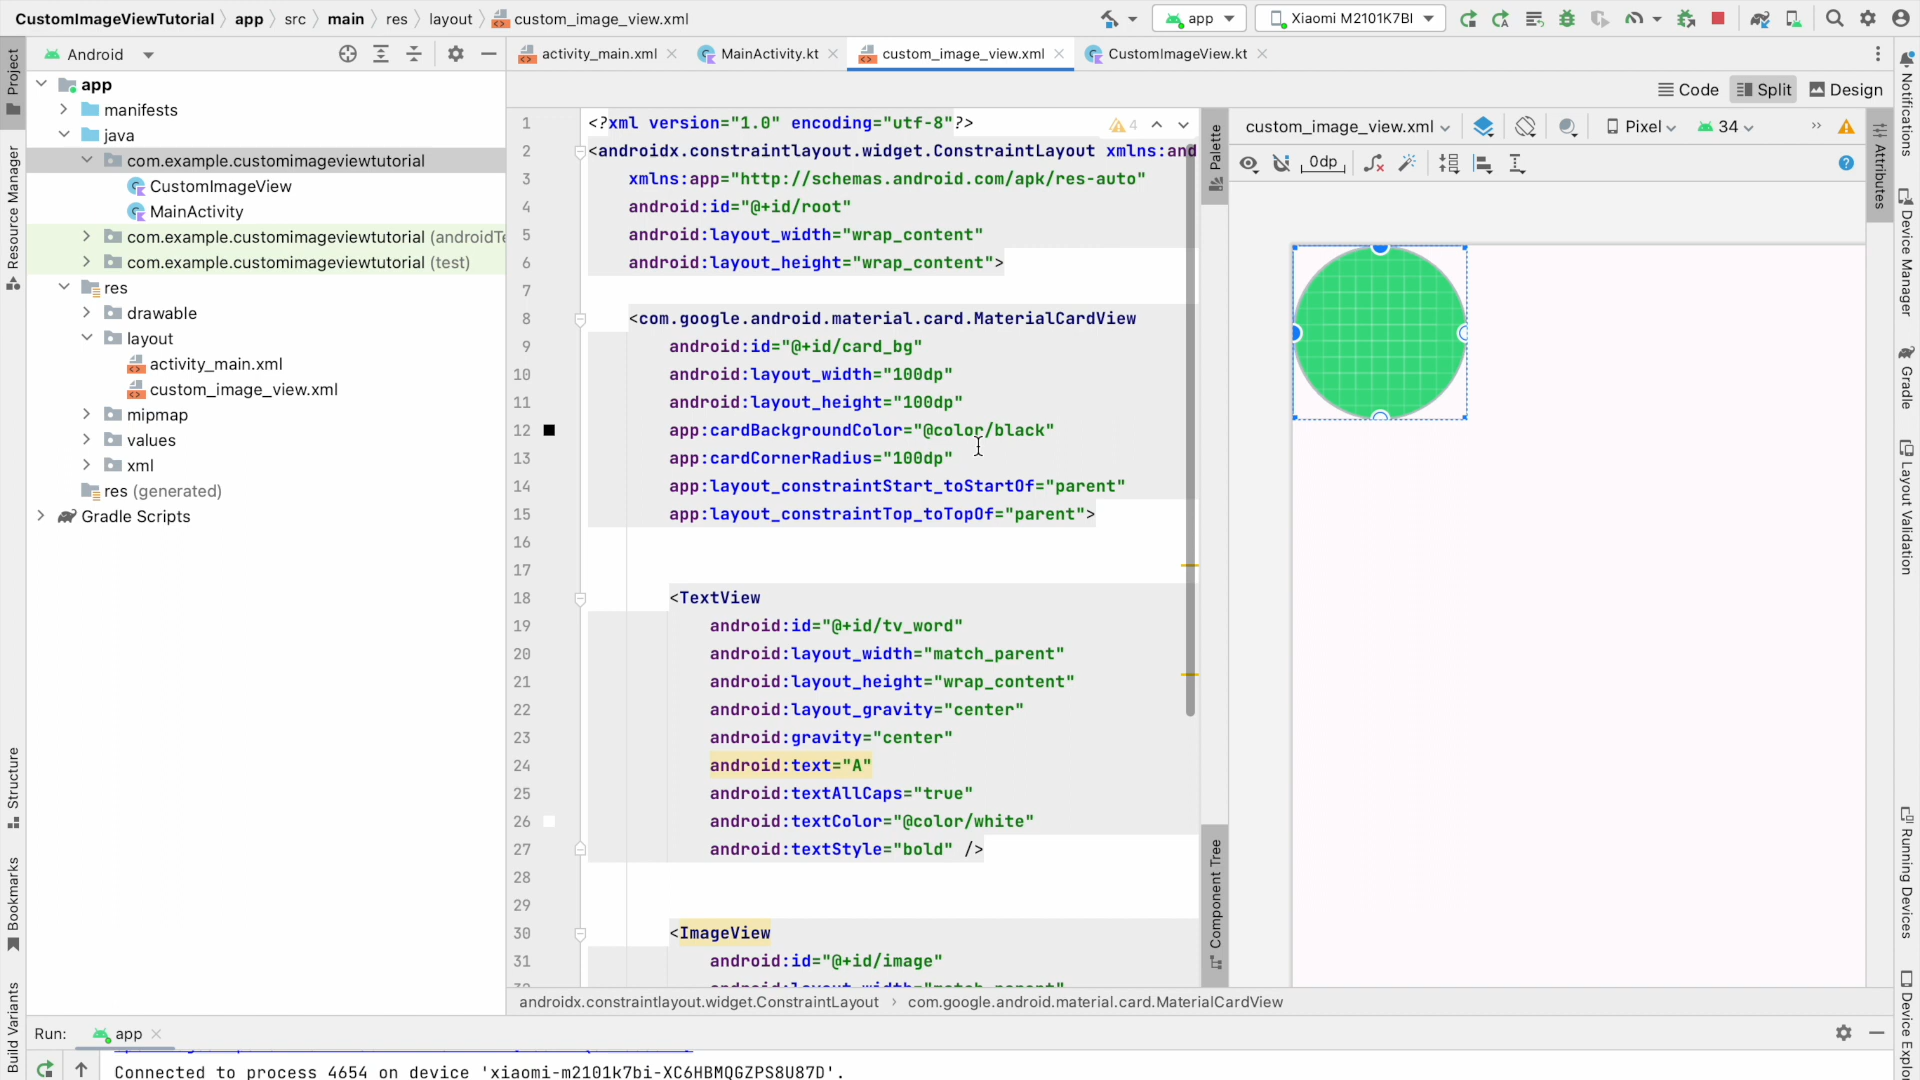 CustomImageViewTutorial › app › src › main › res › layout › custom_image_view.xml
app
Xiaomi M2101K7BI
Android
activity_main.xml
MainActivity.kt
custom_image_view.xml
CustomImageView.kt
Code
Split
Design
Project
Resource Manager
Structure
Bookmarks
Build Variants
app
manifests
java
com.example.customimageviewtutorial
CustomImageView
MainActivity
com.example.customimageviewtutorial (androidTe
com.example.customimageviewtutorial (test)
res
drawable
layout
activity_main.xml
custom_image_view.xml
mipmap
values
xml
res (generated)
Gradle Scripts
1 <?xml version="1.0" encoding="utf-8"?>
4
2 <androidx.constraintlayout.widget.ConstraintLayout xmlns:and
3 xmlns:app="http://schemas.android.com/apk/res-auto"
4 android:id="@+id/root"
5 android:layout_width="wrap_content"
6 android:layout_height="wrap_content">
7
8 <com.google.android.material.card.MaterialCardView
9 android:id="@+id/card_bg"
10 android:layout_width="100dp"
11 android:layout_height="100dp"
12 app:cardBackgroundColor="@color/black"
13 app:cardCornerRadius="100dp"
14 app:layout_constraintStart_toStartOf="parent"
15 app:layout_constraintTop_toTopOf="parent">
16
17
18 <TextView
19 android:id="@+id/tv_word"
20 android:layout_width="match_parent"
21 android:layout_height="wrap_content"
22 android:layout_gravity="center"
23 android:gravity="center"
24 android:text="A"
25 android:textAllCaps="true"
26 android:textColor="@color/white"
27 android:textStyle="bold" />
28
29
30 <ImageView
31 android:id="@+id/image"
Palette
Component Tree
custom_image_view.xml
Pixel
34
0dp
Attributes
Notifications
Device Manager
Gradle
Layout Validation
Running Devices
Device Explor
androidx.constraintlayout.widget.ConstraintLayout › com.google.android.material.card.MaterialCardView
Run: app
Connected to process 4654 on device 'xiaomi-m2101k7bi-XC6HBMQGZPS8U87D'.